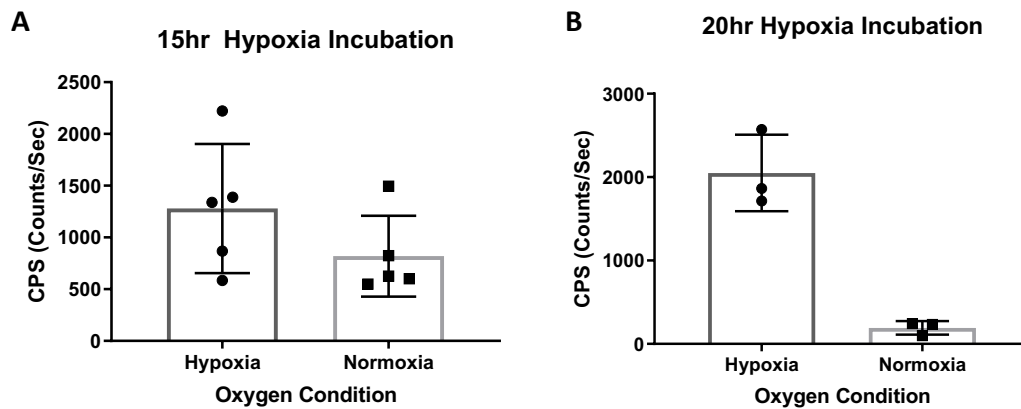 A
15hr Hypoxia Incubation
2500
2000
1500
1000
500
0
CPS (Counts/Sec)
Hypoxia
Normoxia
Oxygen Condition
B
20hr Hypoxia Incubation
3000
2000
1000
0
CPS (Counts/Sec)
Hypoxia
Normoxia
Oxygen Condition